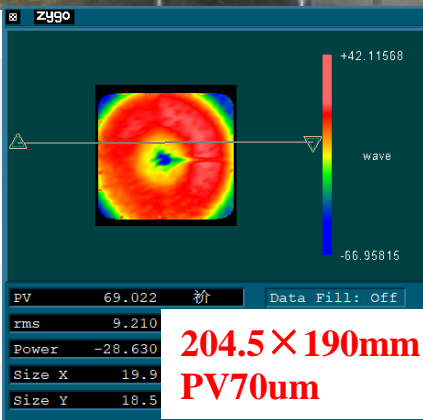 zygo
+42.11568
wave
-66.95815
PV 69.022 祄 Data Fill: Off
rms 9.210
Power -28.630
Size X 19.9
Size Y 18.5
204.5×190mm
PV70um